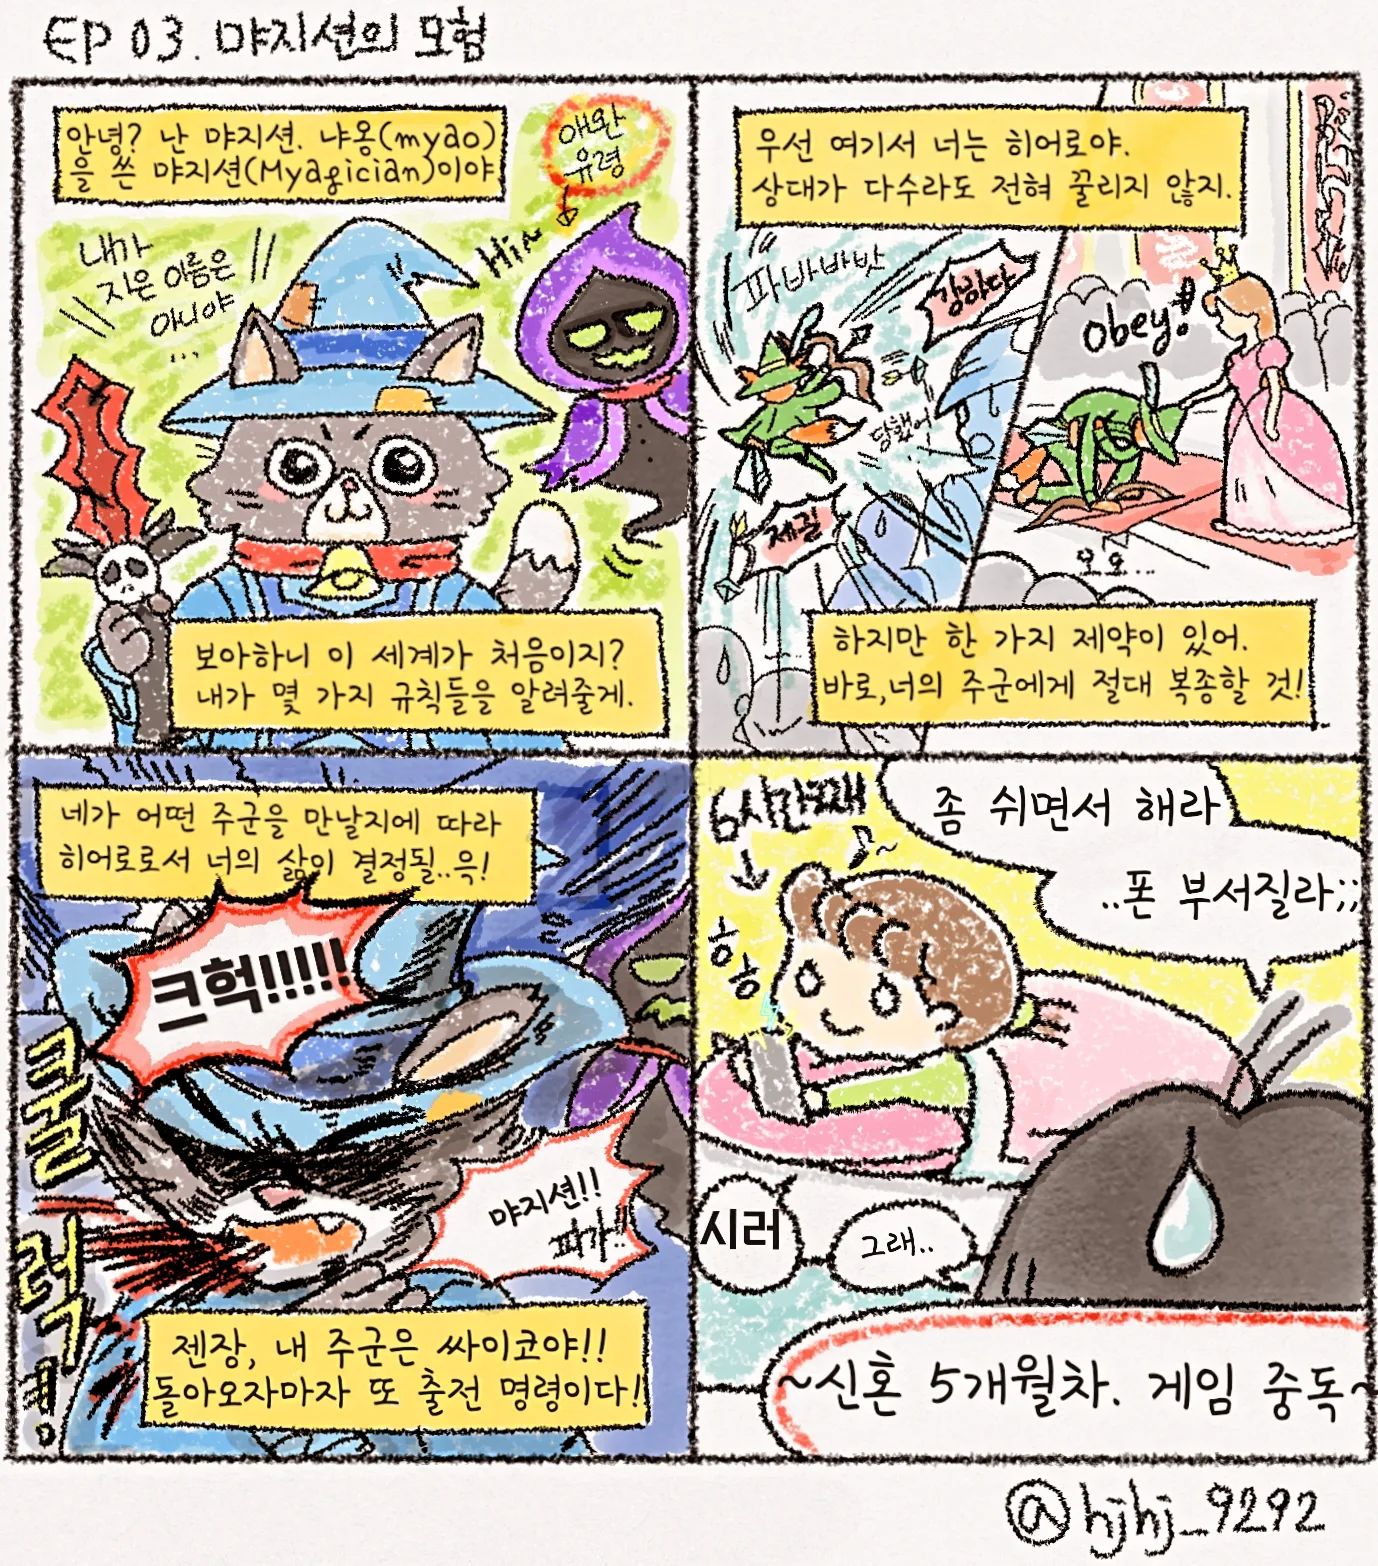 EP 03. 먀지션의 모험
안녕? 난 먀지션. 냐옹(myao)
을 쓴 먀지션(Myagician)이야
애완
유령
Hi~
내가
지은 이름은
아니야
...
보아하니 이 세계가 처음이지?
내가 몇 가지 규칙들을 알려줄게.
우선 여기서 너는 히어로야.
상대가 다수라도 전혀 꿀리지 않지.
파바바밧
강하다
당했어
제길
Obey!
오오...
하지만 한 가지 제약이 있어.
바로,너의 주군에게 절대 복종할 것!
네가 어떤 주군을 만날지에 따라
히어로로서 너의 삶이 결정될..윽!
크헉!!!!!
쿨
럭!
먀지션!!
퍄갸!!
젠장, 내 주군은 싸이코야!!
돌아오자마자 또 출전 명령이다!
6시간째
흥
흥
좀 쉬면서 해라
..폰 부서질라;;
시러
그래..
~신혼 5개월차. 게임 중독~
@hjhj_9292